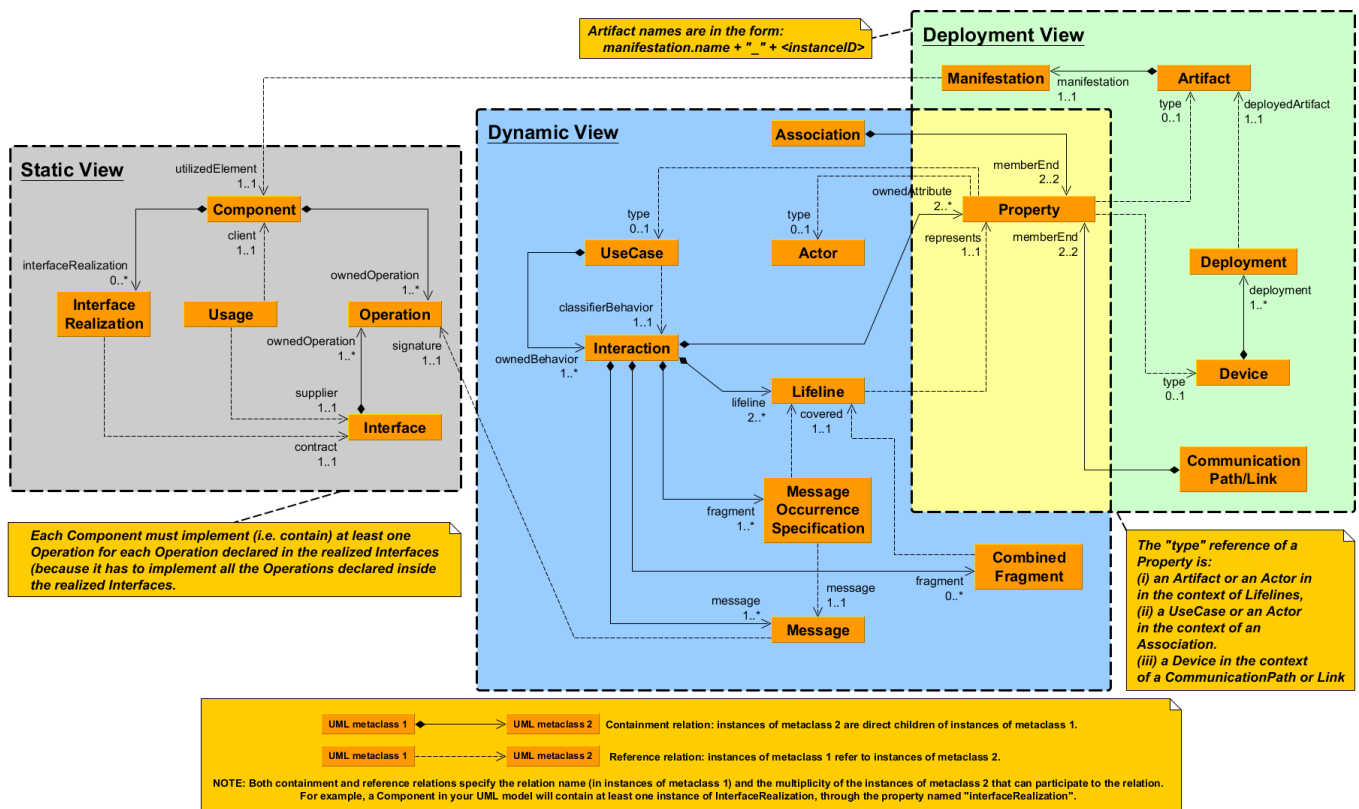 Artifact names are in the form:
manifestation.name + "_" + <instanceID>
Deployment View
Manifestation
manifestation
1..1
Artifact
type
0..1
deployedArtifact
1..1
Dynamic View
Association
memberEnd
2..2
ownedAttribute
2..*
Property
type
0..1
type
0..1
represents
1..1
memberEnd
2..2
UseCase
Actor
Deployment
deployment
1..*
Static View
utilizedElement
1..1
Component
client
1..1
interfaceRealization
0..*
ownedOperation
1..*
Interface
Realization
Usage
Operation
ownedOperation
1..*
signature
1..1
supplier
1..1
Interface
contract
1..1
classifierBehavior
1..1
Interaction
ownedBehavior
1..*
Lifeline
lifeline
2..*
covered
1..1
type
0..1
Device
Communication
Path/Link
Message
Occurrence
Specification
fragment
1..*
Combined
Fragment
fragment
0..*
message
1..1
message
1..*
Message
Each Component must implement (i.e. contain) at least one
Operation for each Operation declared in the realized Interfaces
(because it has to implement all the Operations declared inside
the realized Interfaces.
The "type" reference of a
Property is:
(i) an Artifact or an Actor in
in the context of Lifelines,
(ii) a UseCase or an Actor
in the context of an
Association.
(iii) a Device in the context
of a CommunicationPath or Link
UML metaclass 1
UML metaclass 2
Containment relation: instances of metaclass 2 are direct children of instances of metaclass 1.
UML metaclass 1
UML metaclass 2
Reference relation: instances of metaclass 1 refer to instances of metaclass 2.
NOTE: Both containment and reference relations specify the relation name (in instances of metaclass 1) and the multiplicity of the instances of metaclass 2 that can participate to the relation.
For example, a Component in your UML model will contain at least one instance of InterfaceRealization, through the property named "interfaceRealization".